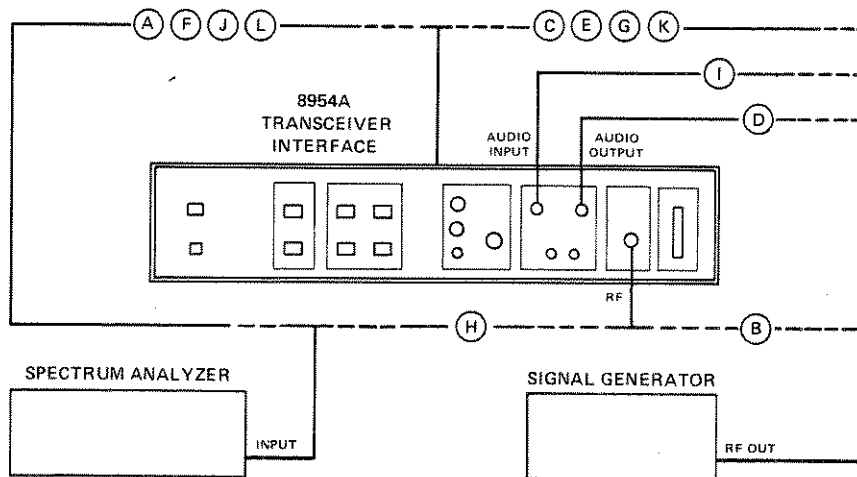 A F J L
C E G K
I
8954A
TRANSCEIVER
INTERFACE
D
AUDIO
INPUT
AUDIO
OUTPUT
RF
H
B
SPECTRUM ANALYZER
SIGNAL GENERATOR
INPUT
RF OUT